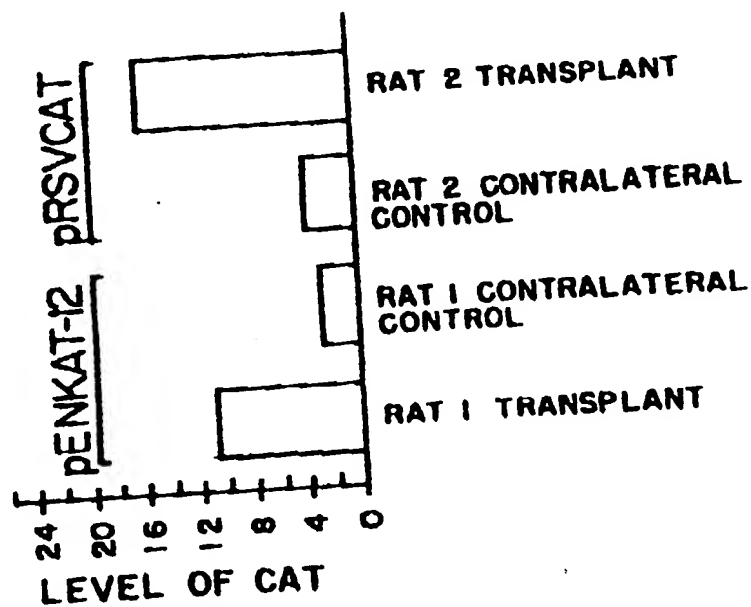 pRSVCAT
RAT 2 TRANSPLANT
RAT 2 CONTRALATERAL
CONTROL
pENKAT-12
RAT 1 CONTRALATERAL
CONTROL
RAT 1 TRANSPLANT
24 20 16 12 8 4 0
LEVEL OF CAT